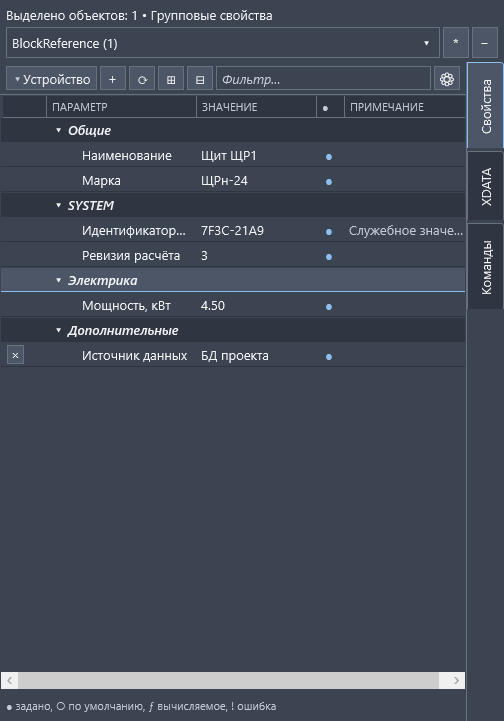 Выделено объектов: 1 • Групповые свойства
BlockReference (1)
* –
Устройство + Фильтр...
ПАРАМЕТР ЗНАЧЕНИЕ ● ПРИМЕЧАНИЕ
Общие
Наименование Щит ЩР1 ●
Марка ЩРн-24 ●
SYSTEM
Идентификатор... 7F3C-21A9 ● Служебное значе...
Ревизия расчёта 3 ●
Электрика
Мощность, кВт 4.50 ●
Дополнительные
× Источник данных БД проекта ●
Свойства
XDATA
Команды
● задано, ○ по умолчанию, ƒ вычисляемое, ! ошибка